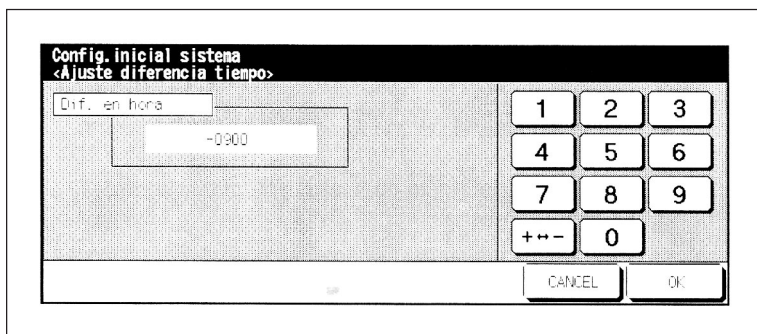 Config.inicial sistema
<Ajuste diferencia tiempo>
Dif. en hora
-0900
1 2 3
4 5 6
7 8 9
+↔- 0
CANCEL OK